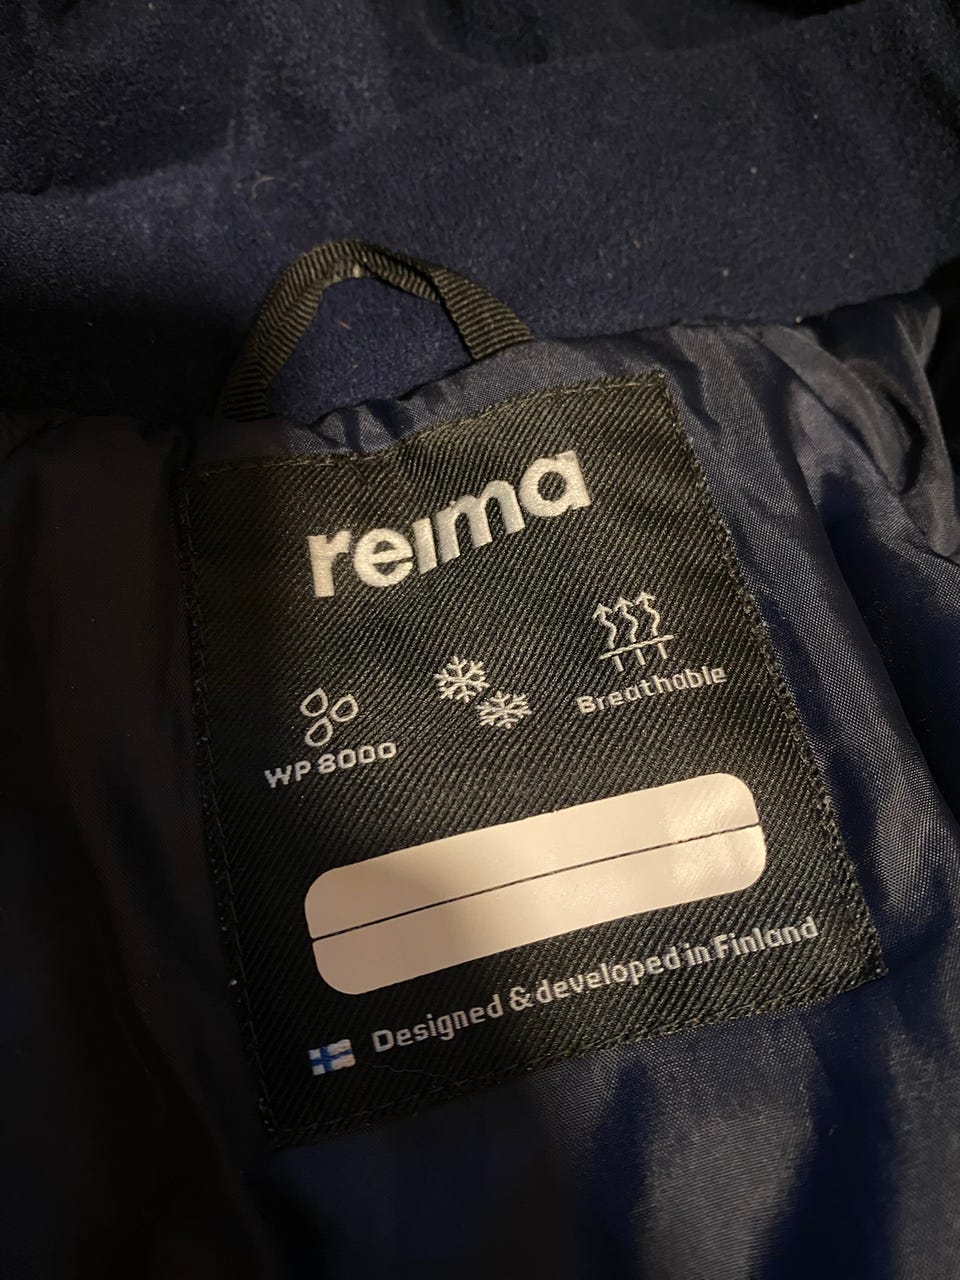 reima
WP 8000
Breathable
Designed & developed in Finland